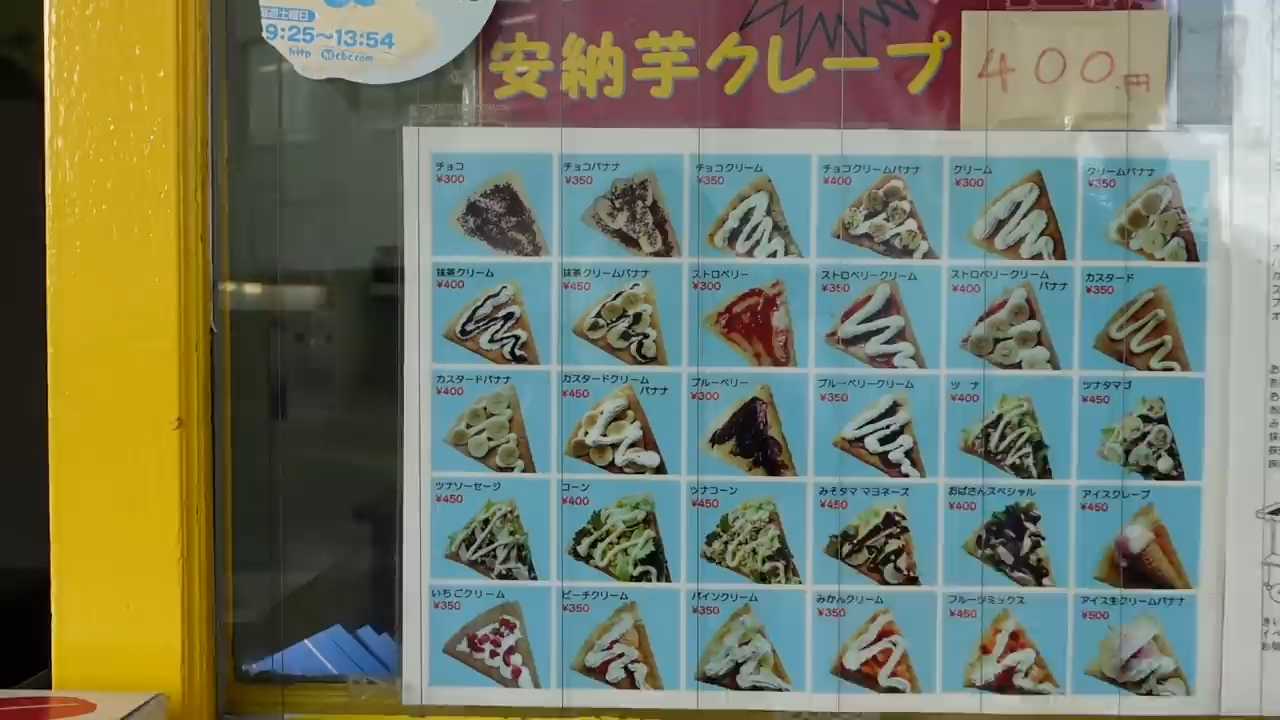 9:25~13:54
安納芋クレープ
400円
チョコ
¥300
チョコバナナ
¥350
チョコクリーム
¥350
チョコクリームバナナ
¥400
クリーム
¥300
クリームバナナ
¥350
抹茶クリーム
¥400
抹茶クリームバナナ
¥450
ストロベリー
¥300
ストロベリークリーム
¥350
ストロベリークリーム
バナナ
¥400
カスタード
¥350
カスタードバナナ
¥400
カスタードクリーム
バナナ
¥450
ブルーベリー
¥300
ブルーベリークリーム
¥350
ツ ナ
¥400
ツナタマゴ
¥450
ツナソーセージ
¥450
コーン
¥400
ツナコーン
¥450
みそタマ マヨネーズ
¥450
おばさんスペシャル
¥400
アイスクレープ
¥450
いちごクリーム
¥350
ピーチクリーム
¥350
パインクリーム
¥350
みかんクリーム
¥350
フルーツミックス
¥450
アイス生クリームバナナ
¥500